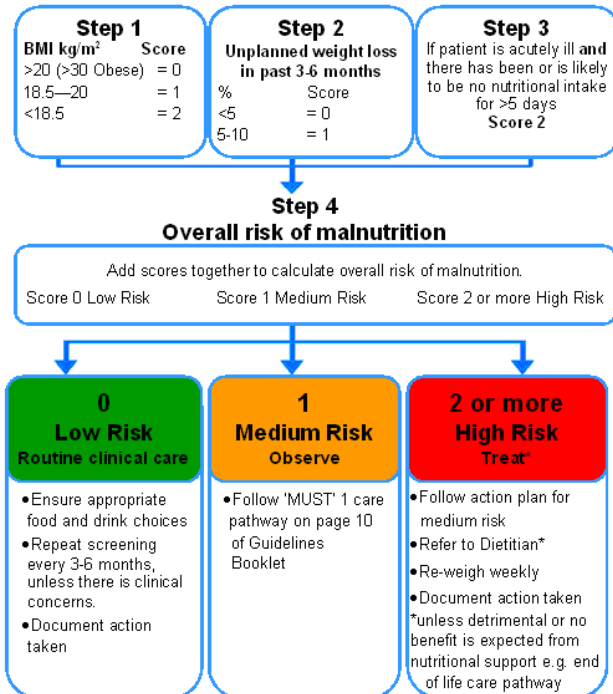 Step 1
BMI kg/m² Score
>20 (>30 Obese) = 0
18.5—20 = 1
<18.5 = 2
Step 2
Unplanned weight loss
in past 3-6 months
% Score
<5 = 0
5-10 = 1
Step 3
If patient is acutely ill and
there has been or is likely
to be no nutritional intake
for >5 days
Score 2
Step 4
Overall risk of malnutrition
Add scores together to calculate overall risk of malnutrition.
Score 0 Low Risk Score 1 Medium Risk Score 2 or more High Risk
0
Low Risk
Routine clinical care
•Ensure appropriate
food and drink choices
•Repeat screening
every 3-6 months,
unless there is clinical
concerns.
•Document action
taken
1
Medium Risk
Observe
•Follow 'MUST' 1 care
pathway on page 10
of Guidelines
Booklet
2 or more
High Risk
Treat*
•Follow action plan for
medium risk
•Refer to Dietitian*
•Re-weigh weekly
•Document action taken
*unless detrimental or no
benefit is expected from
nutritional support e.g. end
of life care pathway